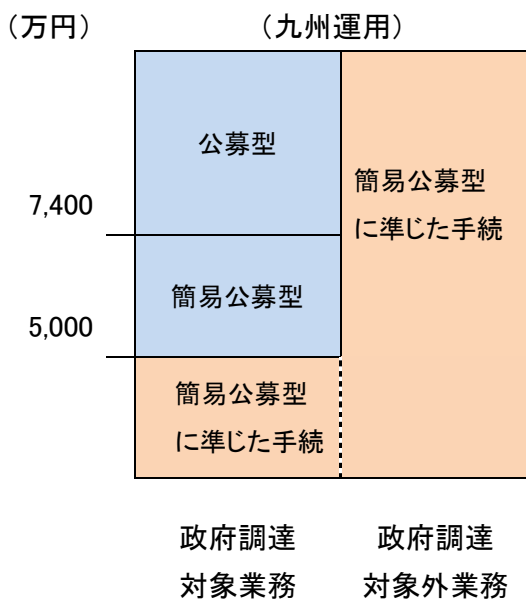 （万円）
（九州運用）
公募型
簡易公募型
に準じた手続
7,400
簡易公募型
5,000
簡易公募型
に準じた手続
政府調達
対象業務
政府調達
対象外業務